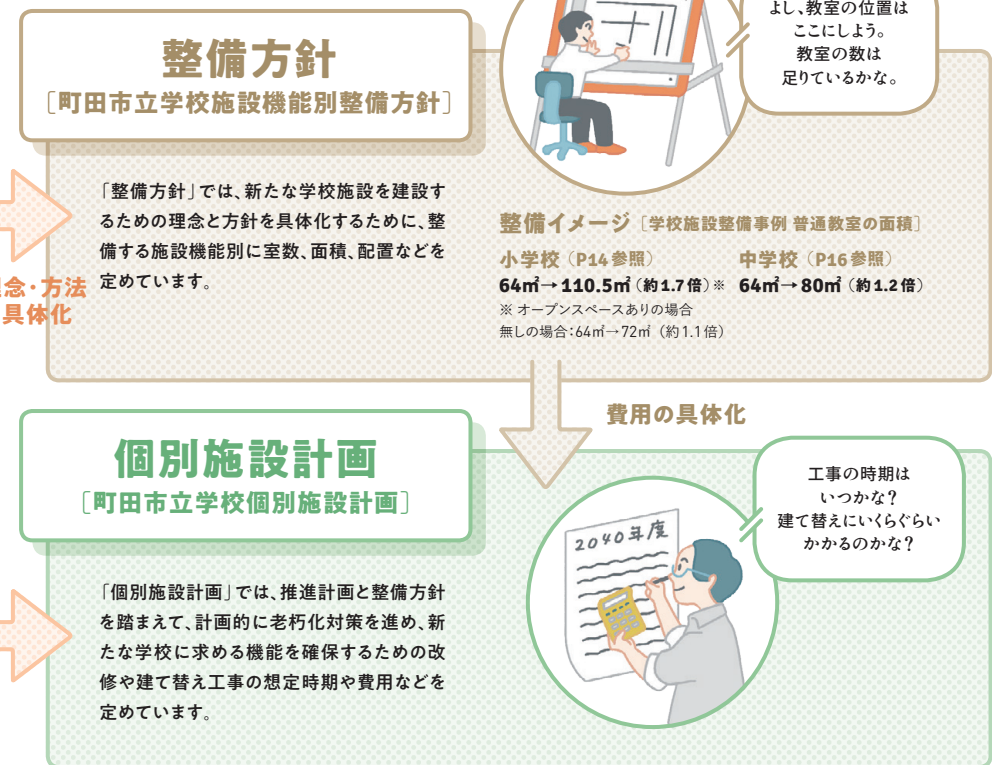 整備方針
［町田市立学校施設機能別整備方針］
よし、教室の位置は
ここにしよう。
教室の数は
足りているかな。
「整備方針」では、新たな学校施設を建設す
るための理念と方針を具体化するために、整
備する施設機能別に室数、面積、配置などを
定めています。
念・方法
具体化
整備イメージ［学校施設整備事例 普通教室の面積］
小学校（P14参照）
64㎡→110.5㎡（約1.7倍）※
※ オープンスペースありの場合
無しの場合：64㎡→72㎡（約1.1倍）
中学校（P16参照）
64㎡→80㎡（約1.2倍）
費用の具体化
個別施設計画
［町田市立学校個別施設計画］
2040年度
工事の時期は
いつかな？
建て替えにいくらぐらい
かかるのかな？
「個別施設計画」では、推進計画と整備方針
を踏まえて、計画的に老朽化対策を進め、新
たな学校に求める機能を確保するための改
修や建て替え工事の想定時期や費用などを
定めています。